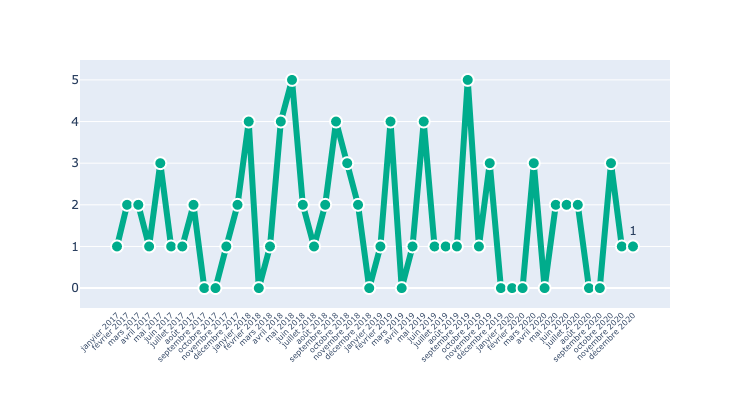 5
4
3
2
1
0
1
janvier 2017
février 2017
mars 2017
avril 2017
mai 2017
juin 2017
juillet 2017
août 2017
septembre 2017
octobre 2017
novembre 2017
décembre 2017
janvier 2018
février 2018
mars 2018
avril 2018
mai 2018
juin 2018
juillet 2018
août 2018
septembre 2018
octobre 2018
novembre 2018
décembre 2018
janvier 2019
février 2019
mars 2019
avril 2019
mai 2019
juin 2019
juillet 2019
août 2019
septembre 2019
octobre 2019
novembre 2019
décembre 2019
janvier 2020
février 2020
mars 2020
avril 2020
mai 2020
juin 2020
juillet 2020
août 2020
septembre 2020
octobre 2020
novembre 2020
décembre 2020